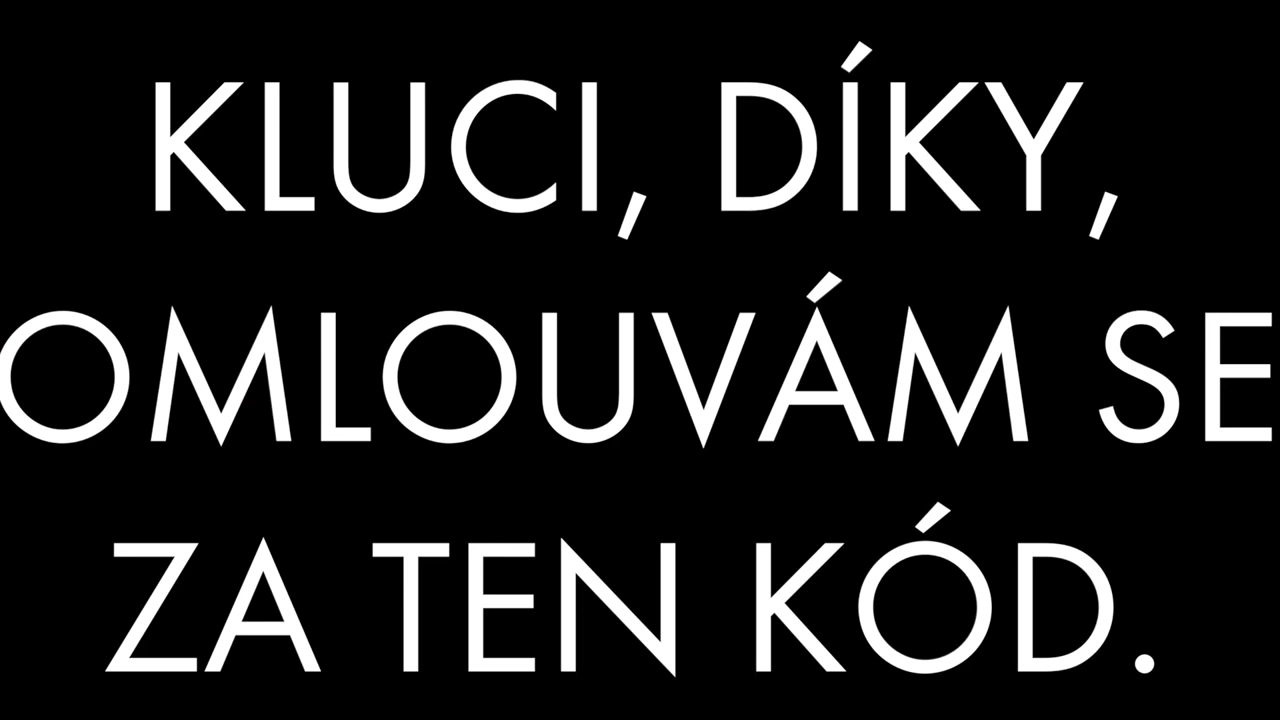 KLUCI, DÍKY,
OMLOUVÁM SE
ZA TEN KÓD.